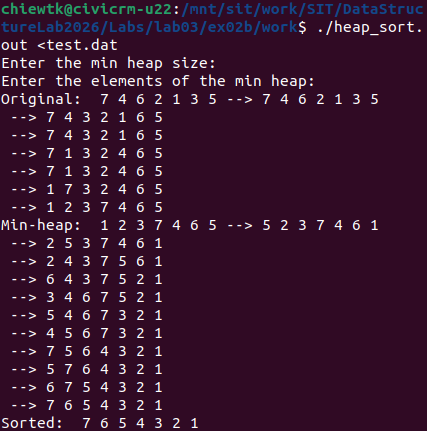 chiewtk@civicrm-u22:/mnt/sit/work/SIT/DataStruc
tureLab2026/Labs/lab03/ex02b/work$ ./heap_sort.
out <test.dat
Enter the min heap size:
Enter the elements of the min heap:
Original:  7 4 6 2 1 3 5 --> 7 4 6 2 1 3 5
 --> 7 4 3 2 1 6 5
 --> 7 4 3 2 1 6 5
 --> 7 1 3 2 4 6 5
 --> 7 1 3 2 4 6 5
 --> 1 7 3 2 4 6 5
 --> 1 2 3 7 4 6 5
Min-heap:  1 2 3 7 4 6 5 --> 5 2 3 7 4 6 1
 --> 2 5 3 7 4 6 1
 --> 2 4 3 7 5 6 1
 --> 6 4 3 7 5 2 1
 --> 3 4 6 7 5 2 1
 --> 5 4 6 7 3 2 1
 --> 4 5 6 7 3 2 1
 --> 7 5 6 4 3 2 1
 --> 5 7 6 4 3 2 1
 --> 6 7 5 4 3 2 1
 --> 7 6 5 4 3 2 1
Sorted:  7 6 5 4 3 2 1